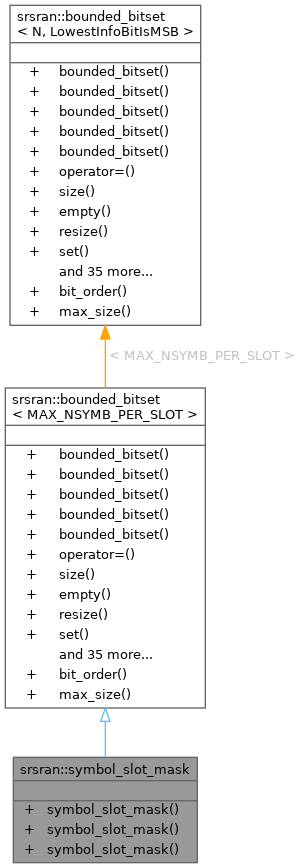 srsran::bounded_bitset
< N, LowestInfoBitIsMSB >
+ bounded_bitset()
+ bounded_bitset()
+ bounded_bitset()
+ bounded_bitset()
+ bounded_bitset()
+ operator=()
+ size()
+ empty()
+ resize()
+ set()
and 35 more...
+ bit_order()
+ max_size()
< MAX_NSYMB_PER_SLOT >
srsran::bounded_bitset
< MAX_NSYMB_PER_SLOT >
+ bounded_bitset()
+ bounded_bitset()
+ bounded_bitset()
+ bounded_bitset()
+ bounded_bitset()
+ operator=()
+ size()
+ empty()
+ resize()
+ set()
and 35 more...
+ bit_order()
+ max_size()
srsran::symbol_slot_mask
+ symbol_slot_mask()
+ symbol_slot_mask()
+ symbol_slot_mask()